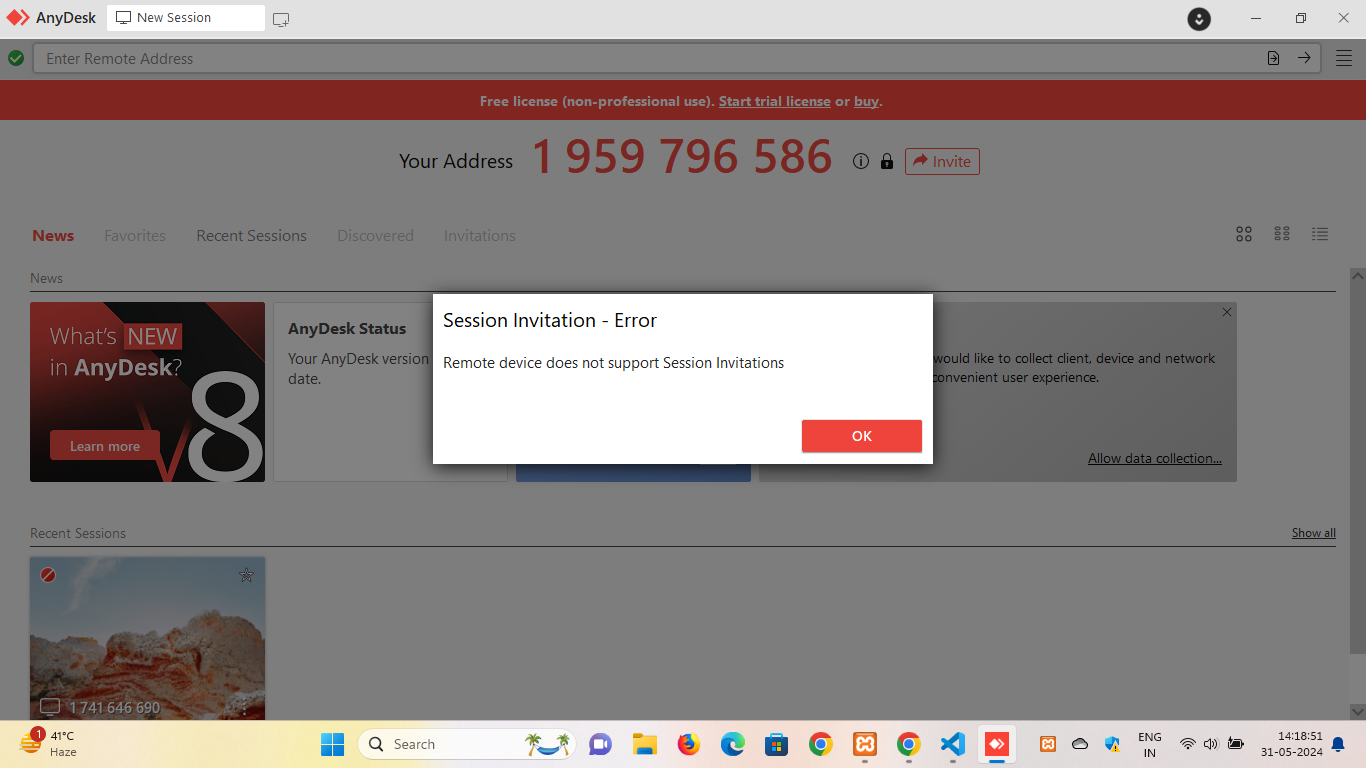 AnyDesk
New Session
Enter Remote Address
Free license (non-professional use). Start trial license or buy.
Your Address 1 959 796 586 Invite
News Favorites Recent Sessions Discovered Invitations
News
What's NEW
in AnyDesk?
8
Learn more
AnyDesk Status
Your AnyDesk version
date.
Session Invitation - Error
Remote device does not support Session Invitations
OK
would like to collect client, device and network
convenient user experience.
Allow data collection...
Recent Sessions
Show all
1 741 646 690
1
41°C
Haze
Search
ENG
IN
14:18:51
31-05-2024